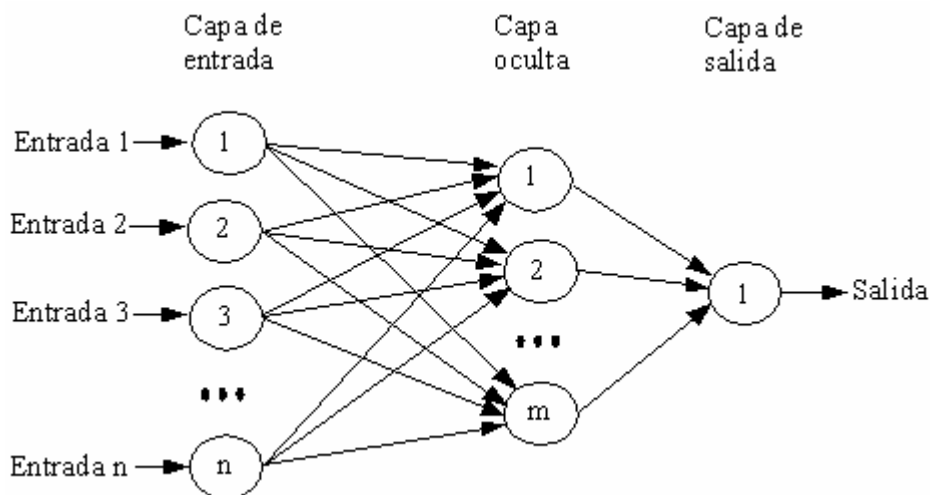 Capa de
entrada
Capa
oculta
Capa de
salida
Entrada 1
1
Entrada 2
2
Entrada 3
3
...
Entrada n
n
1
2
...
m
1
Salida